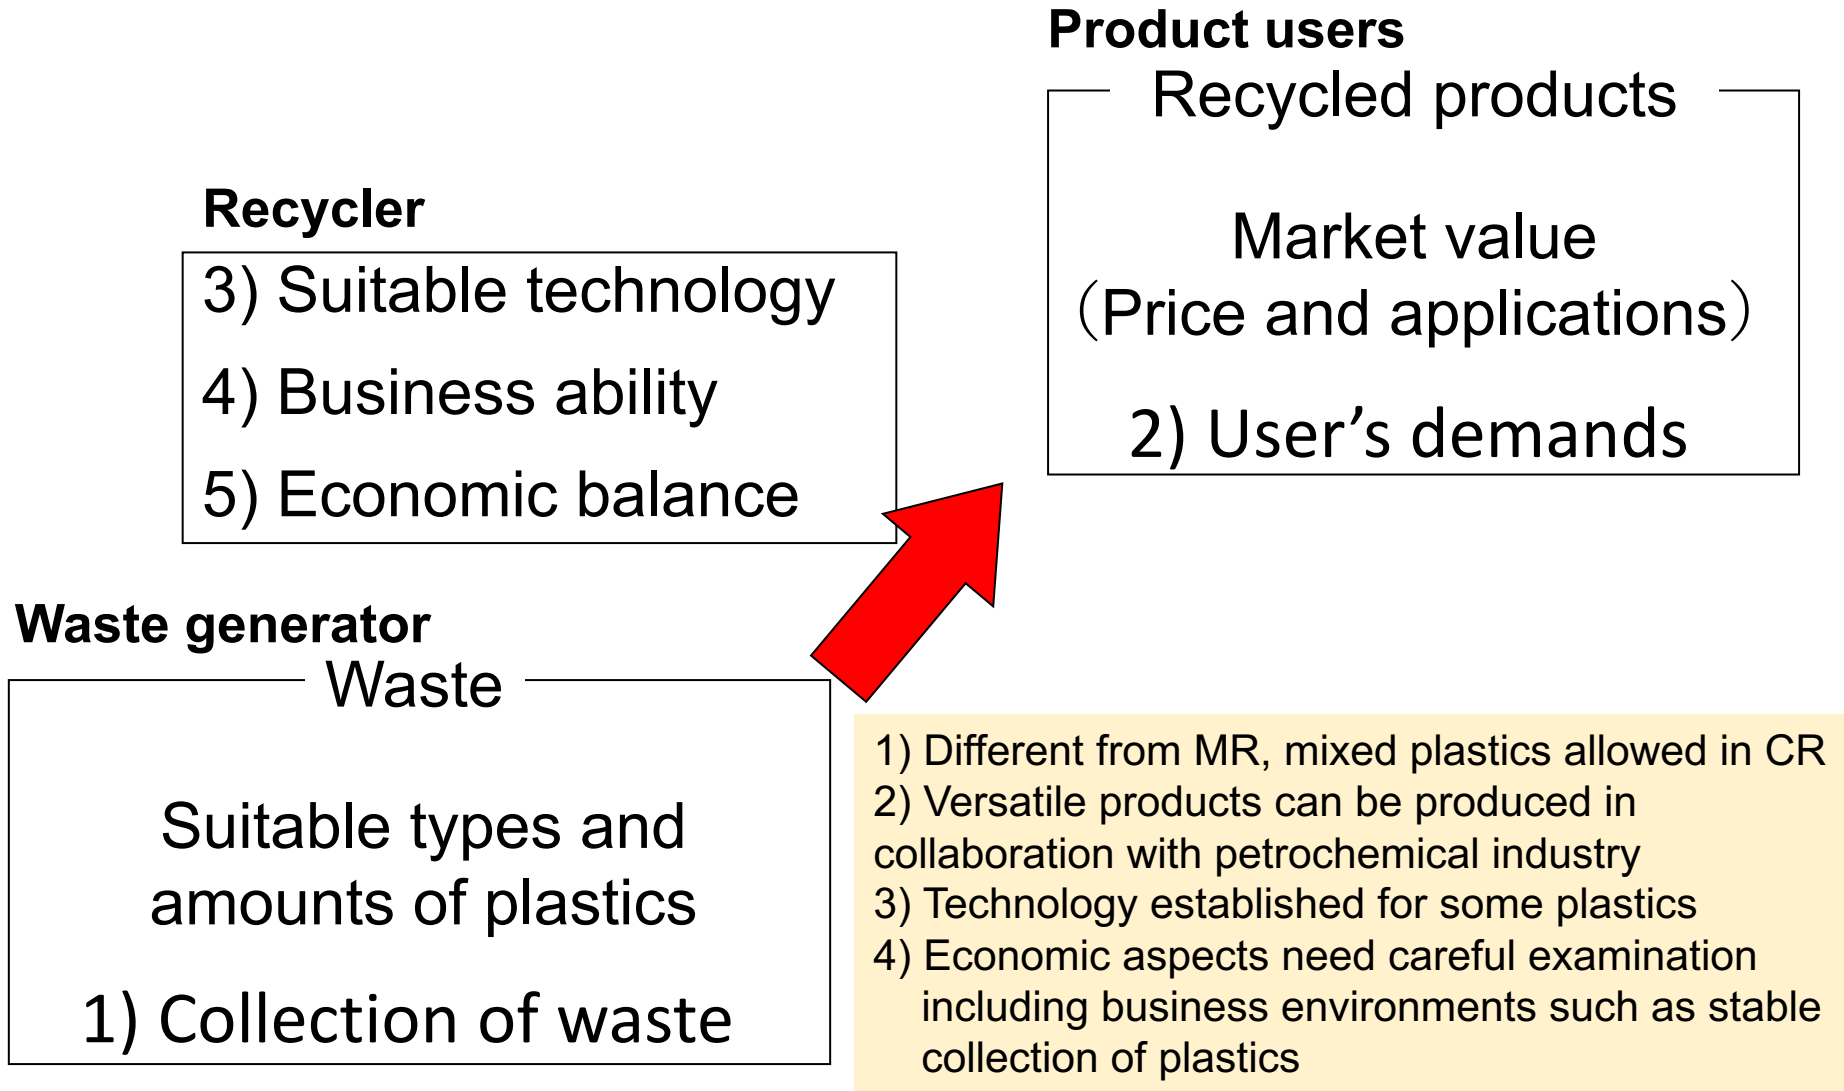 Product users
Recycled products
Market value
（Price and applications）
2) User’s demands
Recycler
3) Suitable technology
4) Business ability
5) Economic balance
Waste generator
Waste
Suitable types and
amounts of plastics
1) Collection of waste
1) Different from MR, mixed plastics allowed in CR
2) Versatile products can be produced in
collaboration with petrochemical industry
3) Technology established for some plastics
4) Economic aspects need careful examination
including business environments such as stable
collection of plastics